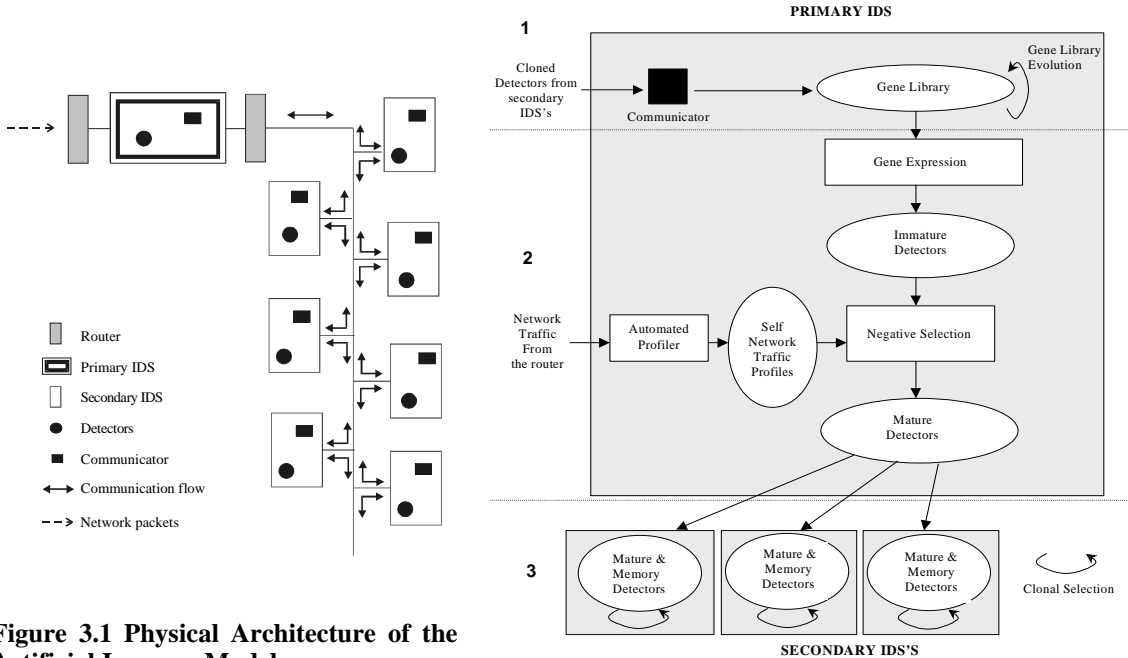 Router
Primary IDS
Secondary IDS
Detectors
Communicator
Communication flow
Network packets
Figure 3.1 Physical Architecture of the
PRIMARY IDS
1
Cloned
Detectors from
secondary
IDS's
Communicator
Gene Library
Gene Library
Evolution
Gene Expression
Immature
Detectors
2
Network
Traffic
From
the router
Automated
Profiler
Self
Network
Traffic
Profiles
Negative Selection
Mature
Detectors
3
Mature &
Memory
Detectors
Mature &
Memory
Detectors
Mature &
Memory
Detectors
Clonal Selection
SECONDARY IDS'S